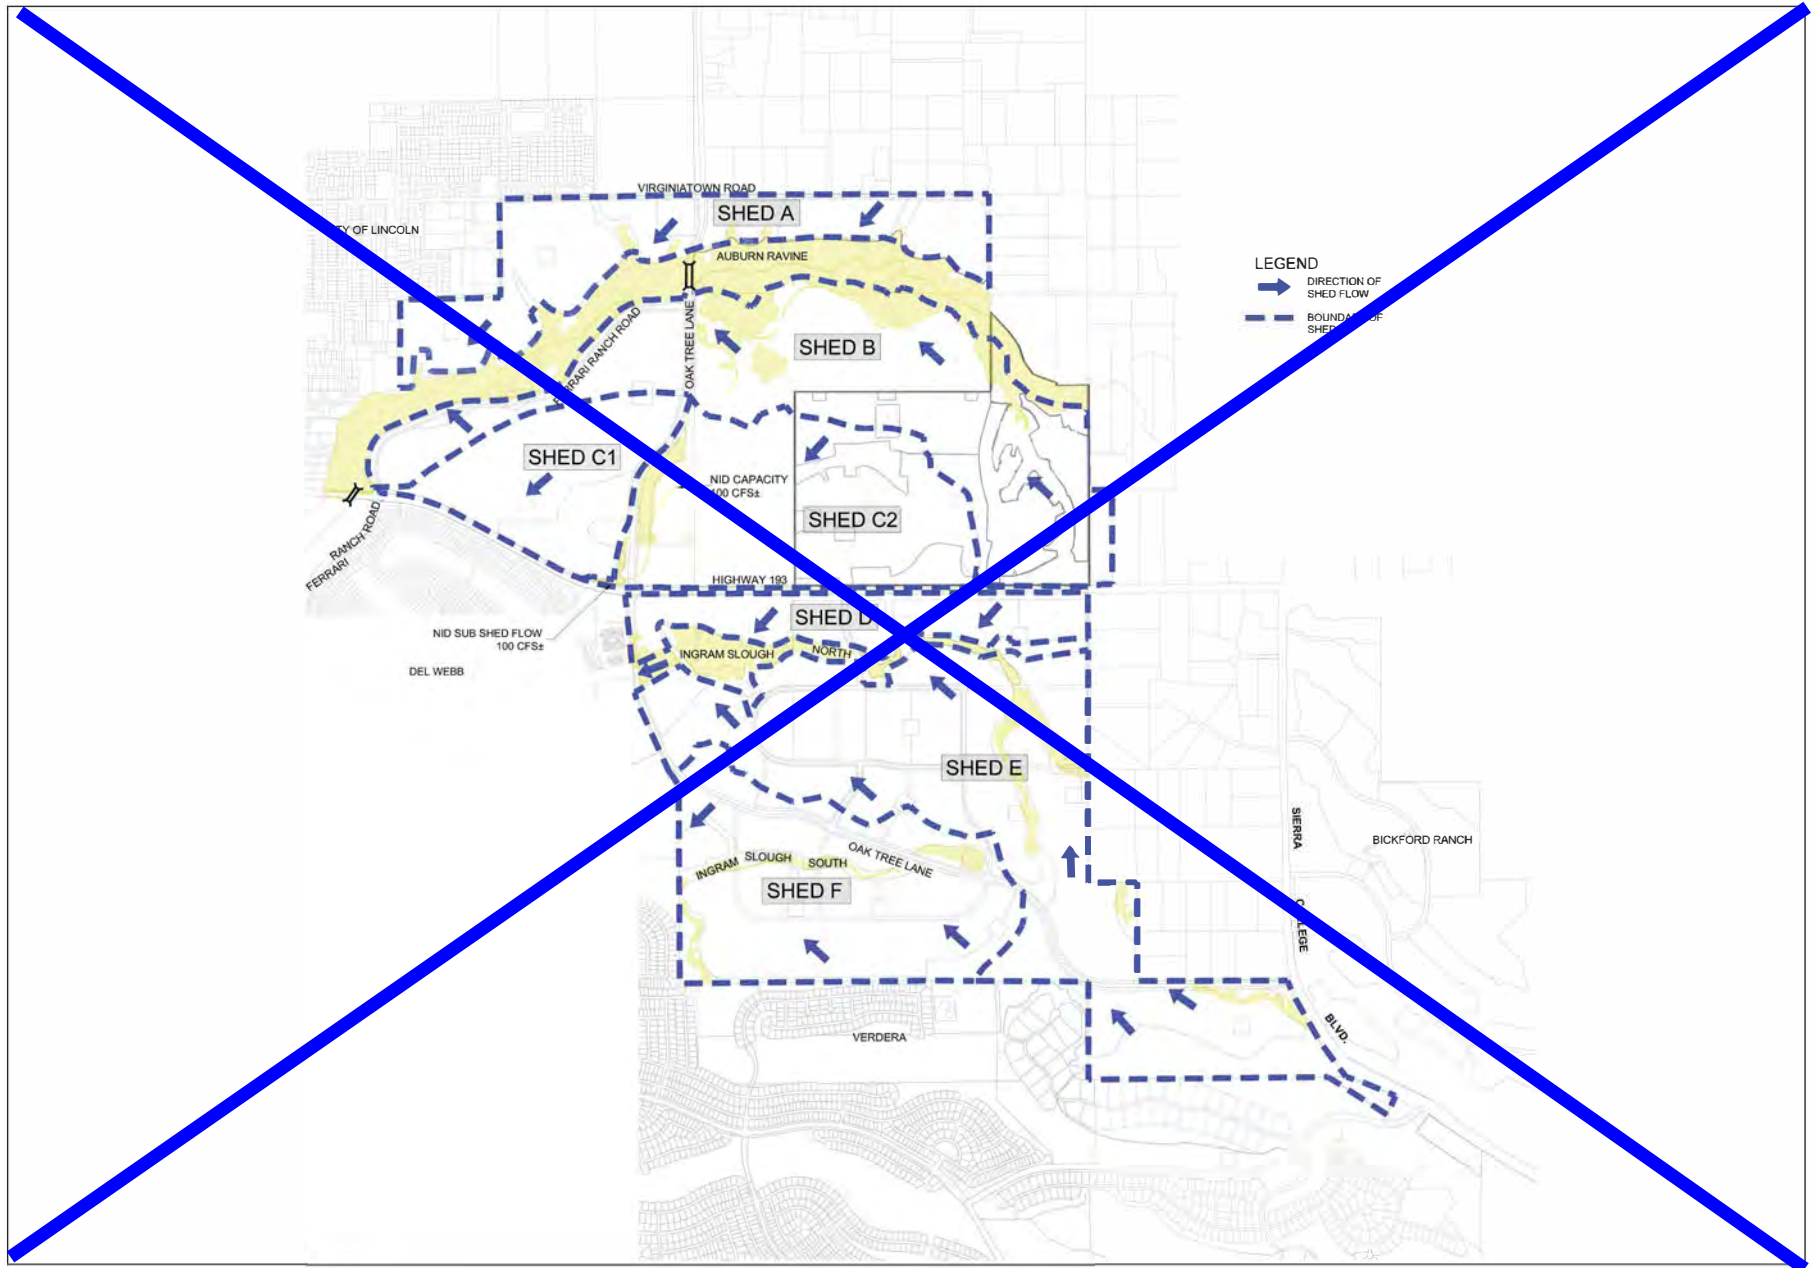 VIRGINIATOWN ROAD
SHED A
TY OF LINCOLN
AUBURN RAVINE
LEGEND
DIRECTION OF
SHED FLOW
OAK TREE LANE
FERRARI RANCH ROAD
SHED B
SHED C1
NID CAPACITY
100 CFS±
SHED C2
FERRARI
RANCH ROAD
HIGHWAY 193
SHED D
NID SUB SHED FLOW
100 CFS±
INGRAM SLOUGH
NORTH
DEL WEBB
SHED E
SIERRA
BICKFORD RANCH
OAK TREE LANE
INGRAM
SLOUGH
SOUTH
SHED F
BLVD.
VERDERA